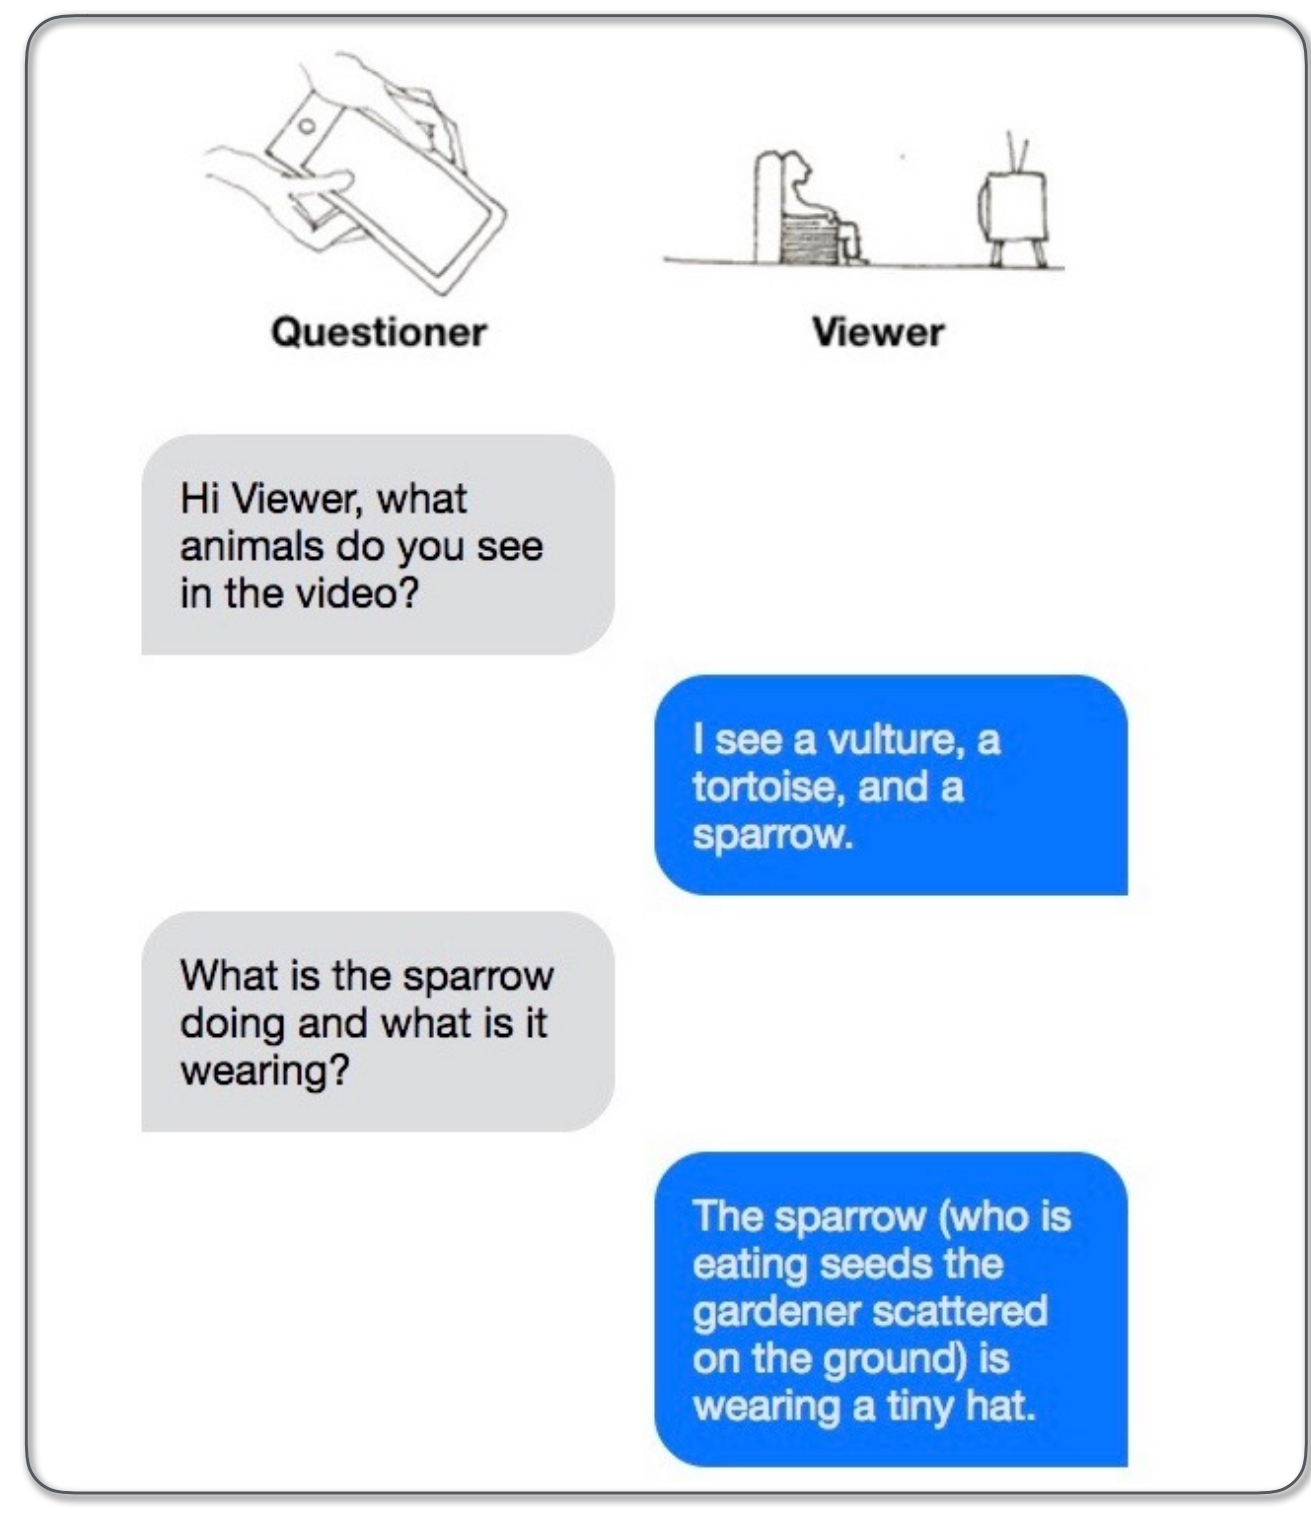 Questioner
Viewer
Hi Viewer, what
animals do you see
in the video?
I see a vulture, a
tortoise, and a
sparrow.
What is the sparrow
doing and what is it
wearing?
The sparrow (who is
eating seeds the
gardener scattered
on the ground) is
wearing a tiny hat.